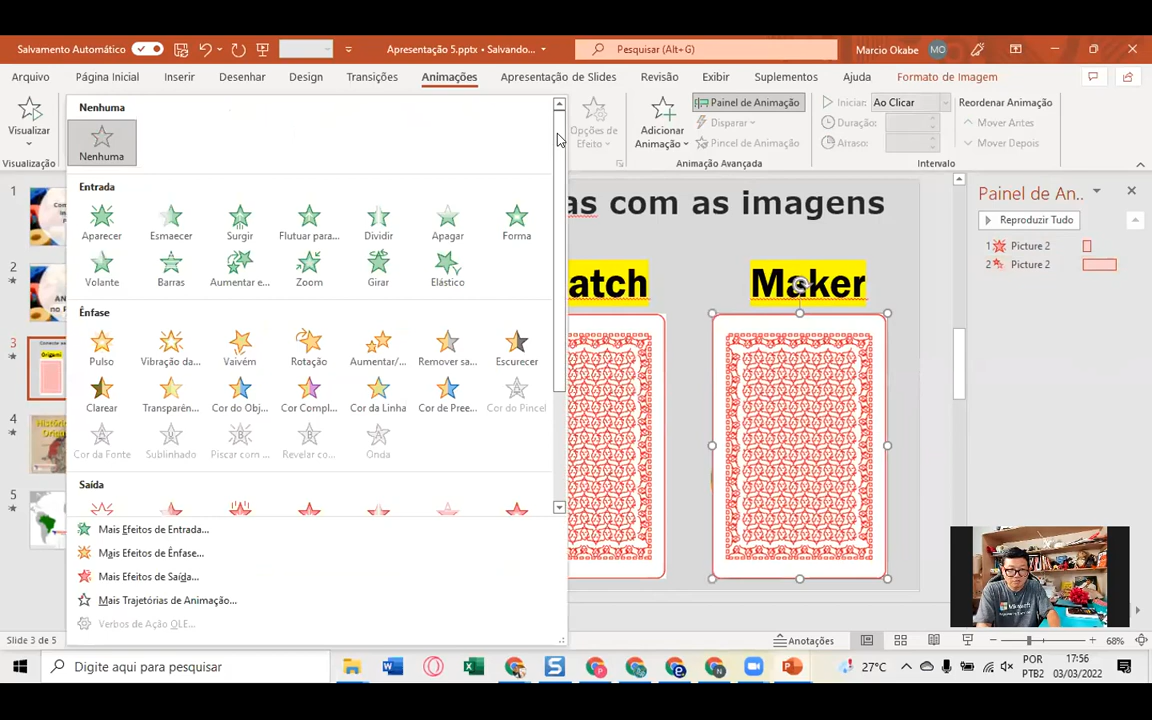 Salvamento Automático
Apresentação 5.pptx • Salvando...
Pesquisar (Alt+G)
Marcio Okabe
MO
Arquivo
Página Inicial
Inserir
Desenhar
Design
Transições
Animações
Apresentação de Slides
Revisão
Exibir
Suplementos
Ajuda
Formato de Imagem
Visualizar
Visualização
Opções de Efeito
Adicionar Animação
Painel de Animação
Disparar
Pincel de Animação
Animação Avançada
Iniciar: Ao Clicar
Duração:
Atraso:
Reordenar Animação
Mover Antes
Mover Depois
Intervalo
Nenhuma
Nenhuma
Entrada
Aparecer
Esmaecer
Surgir
Flutuar para...
Dividir
Apagar
Forma
Volante
Barras
Aumentar e...
Zoom
Girar
Elástico
Ênfase
Pulso
Vibração da...
Vaivém
Rotação
Aumentar/...
Remover sa...
Escurecer
Clarear
Transparên...
Cor do Obj...
Cor Compl...
Cor da Linha
Cor de Pree...
Cor do Pincel
Cor da Fonte
Sublinhado
Piscar com ...
Revelar co...
Onda
Saída
Mais Efeitos de Entrada...
Mais Efeitos de Ênfase...
Mais Efeitos de Saída...
Mais Trajetórias de Animação...
Verbos de Ação OLE...
1
2
3
4
5
as com as imagens
atch
Maker
Painel de An...
Reproduzir Tudo
1 Picture 2
2 Picture 2
Slide 3 de 5
Anotações
68%
Digite aqui para pesquisar
27°C
POR
PTB2
17:56
03/03/2022